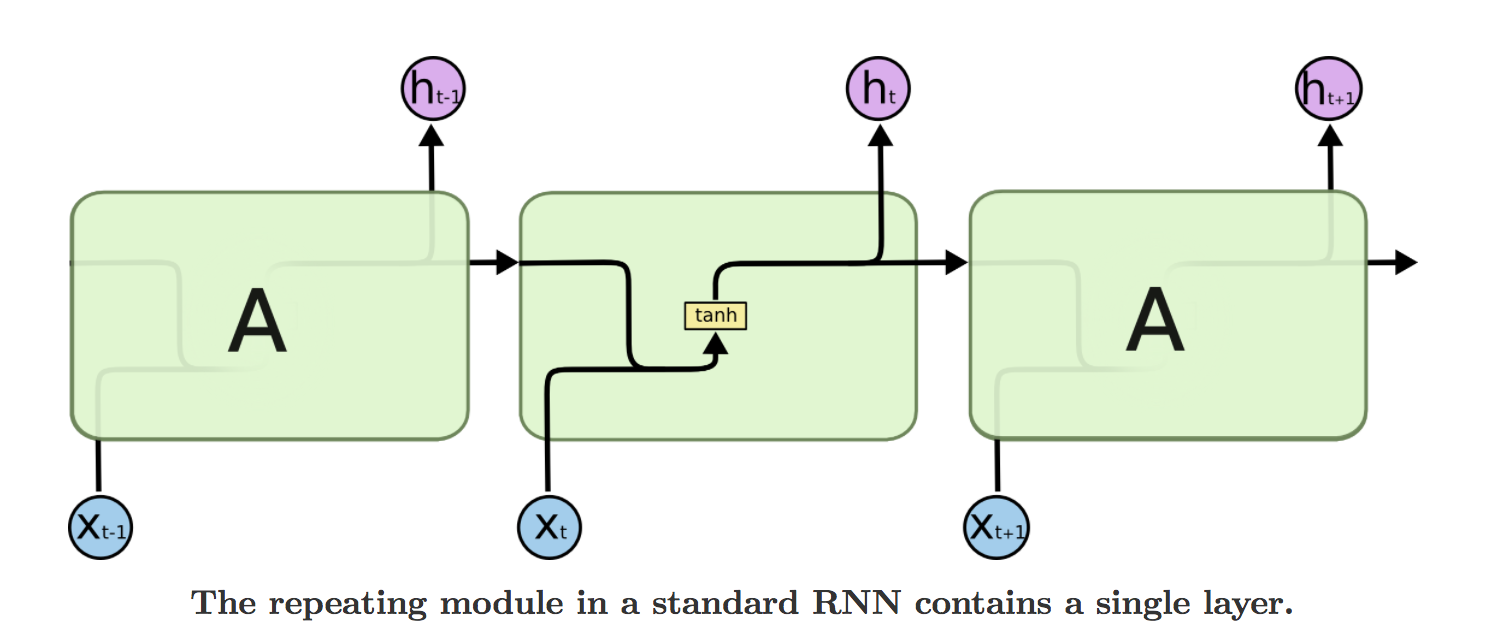 ht-1
ht
ht+1
A
tanh
A
Xt-1
Xt
Xt+1
The repeating module in a standard RNN contains a single layer.